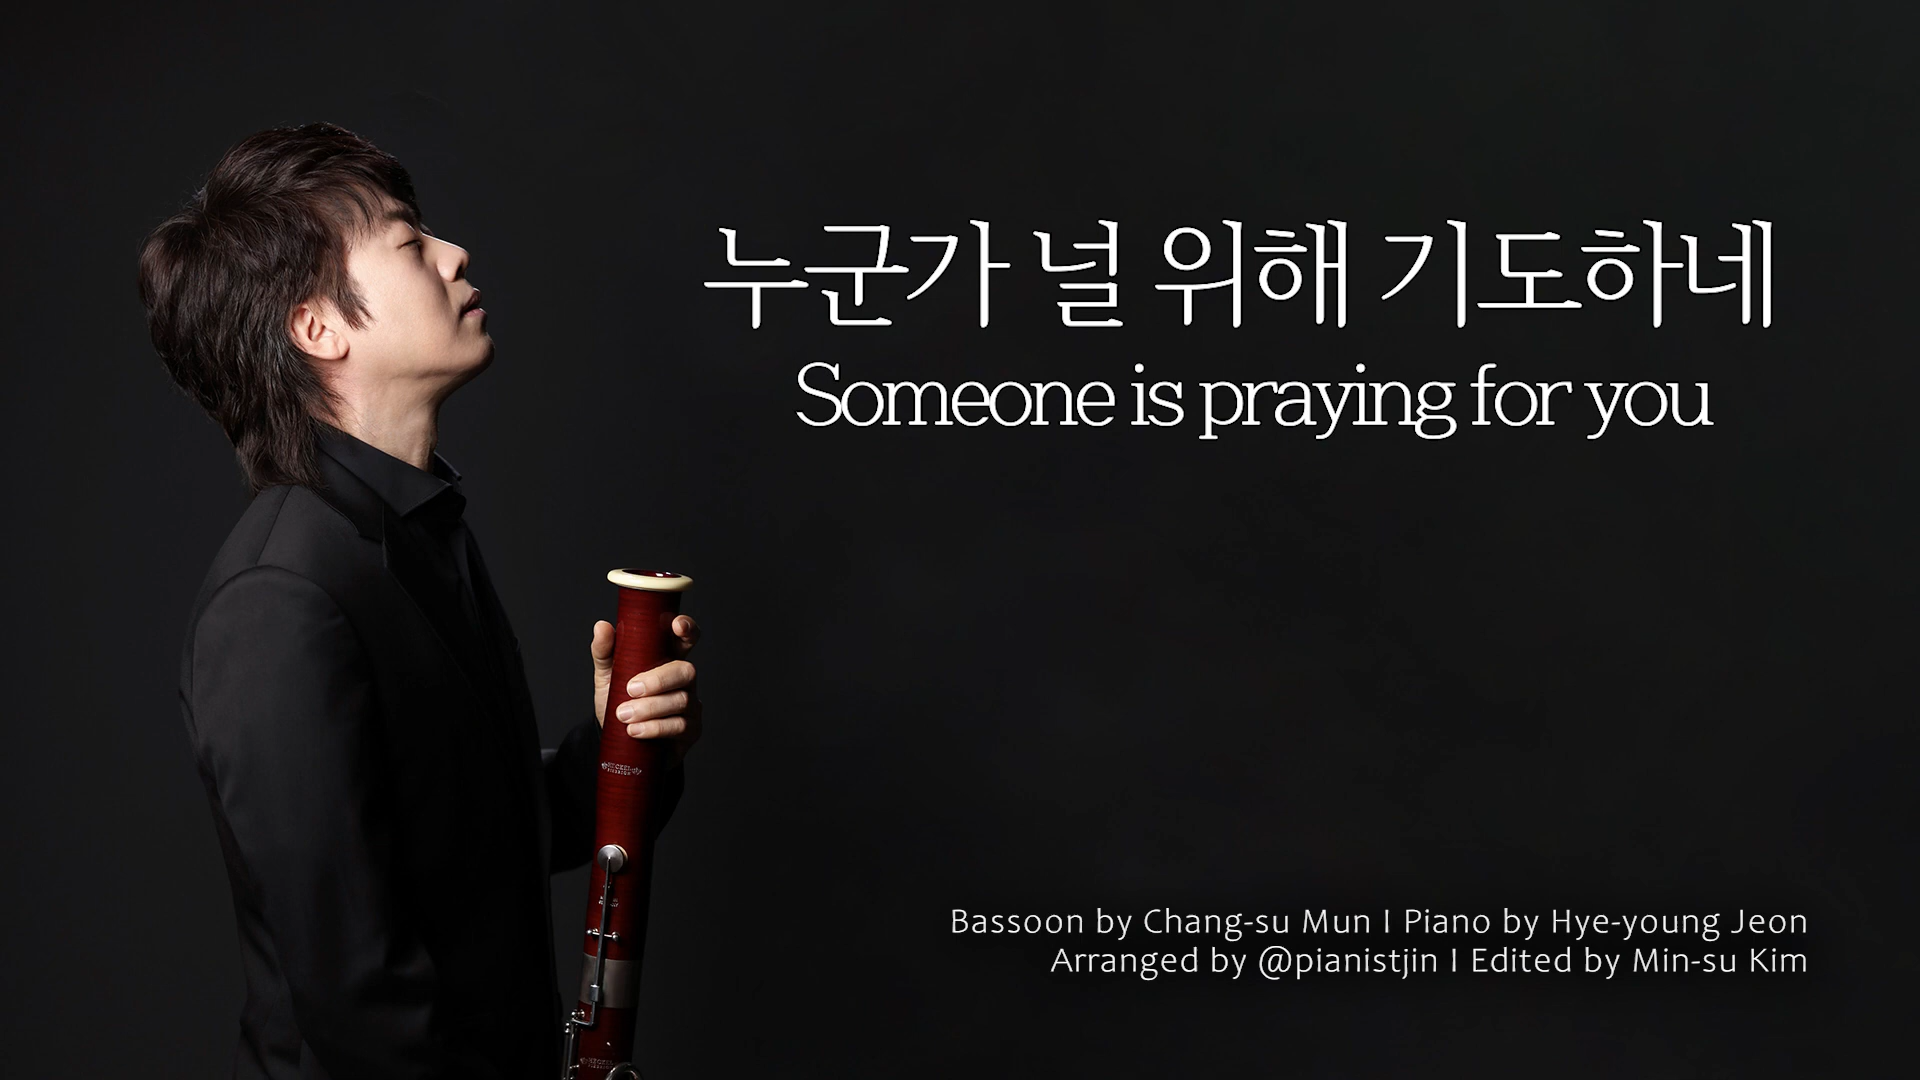 누군가 널 위해 기도하네
Someone is praying for you
HECKEL
Bassoon by Chang-su Mun I Piano by Hye-young Jeon
Arranged by @pianistjin I Edited by Min-su Kim